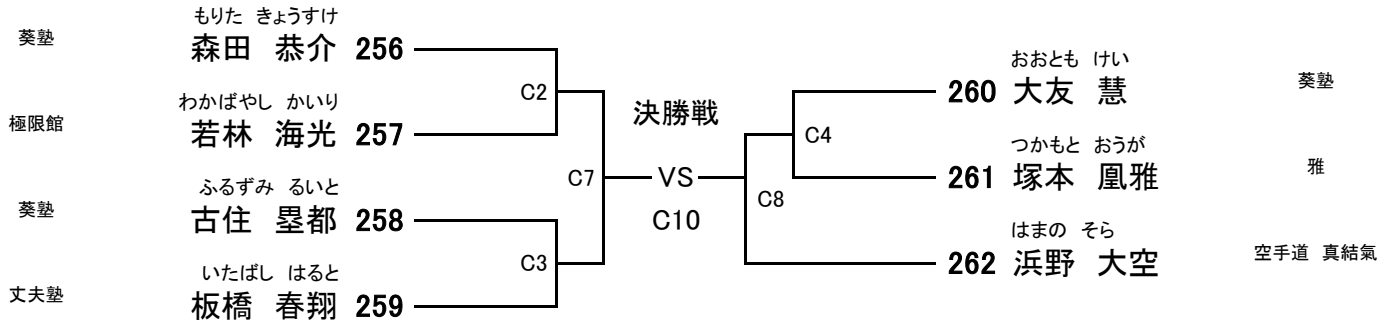 もりた きょうすけ
葵塾 森田 恭介 256
わかばやし かいり
極限館 若林 海光 257
C2
ふるずみ るいと
葵塾 古住 塁都 258
いたばし はると
丈夫塾 板橋 春翔 259
C3
C7
決勝戦
VS
C10
おおとも けい
260 大友 慧 葵塾
つかもと おうが
261 塚本 凰雅 雅
C4
はまの そら
262 浜野 大空 空手道 真結氣
C8